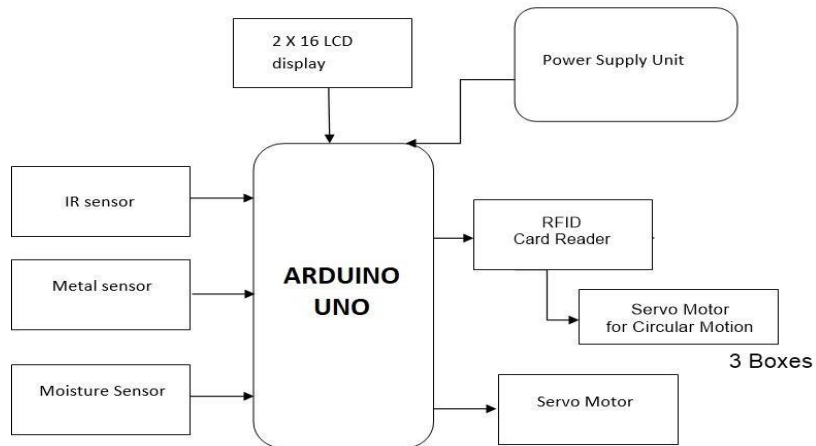 2 X 16 LCD
display
Power Supply Unit
IR sensor
Metal sensor
Moisture Sensor
ARDUINO
UNO
RFID
Card Reader
Servo Motor
for Circular Motion
3 Boxes
Servo Motor